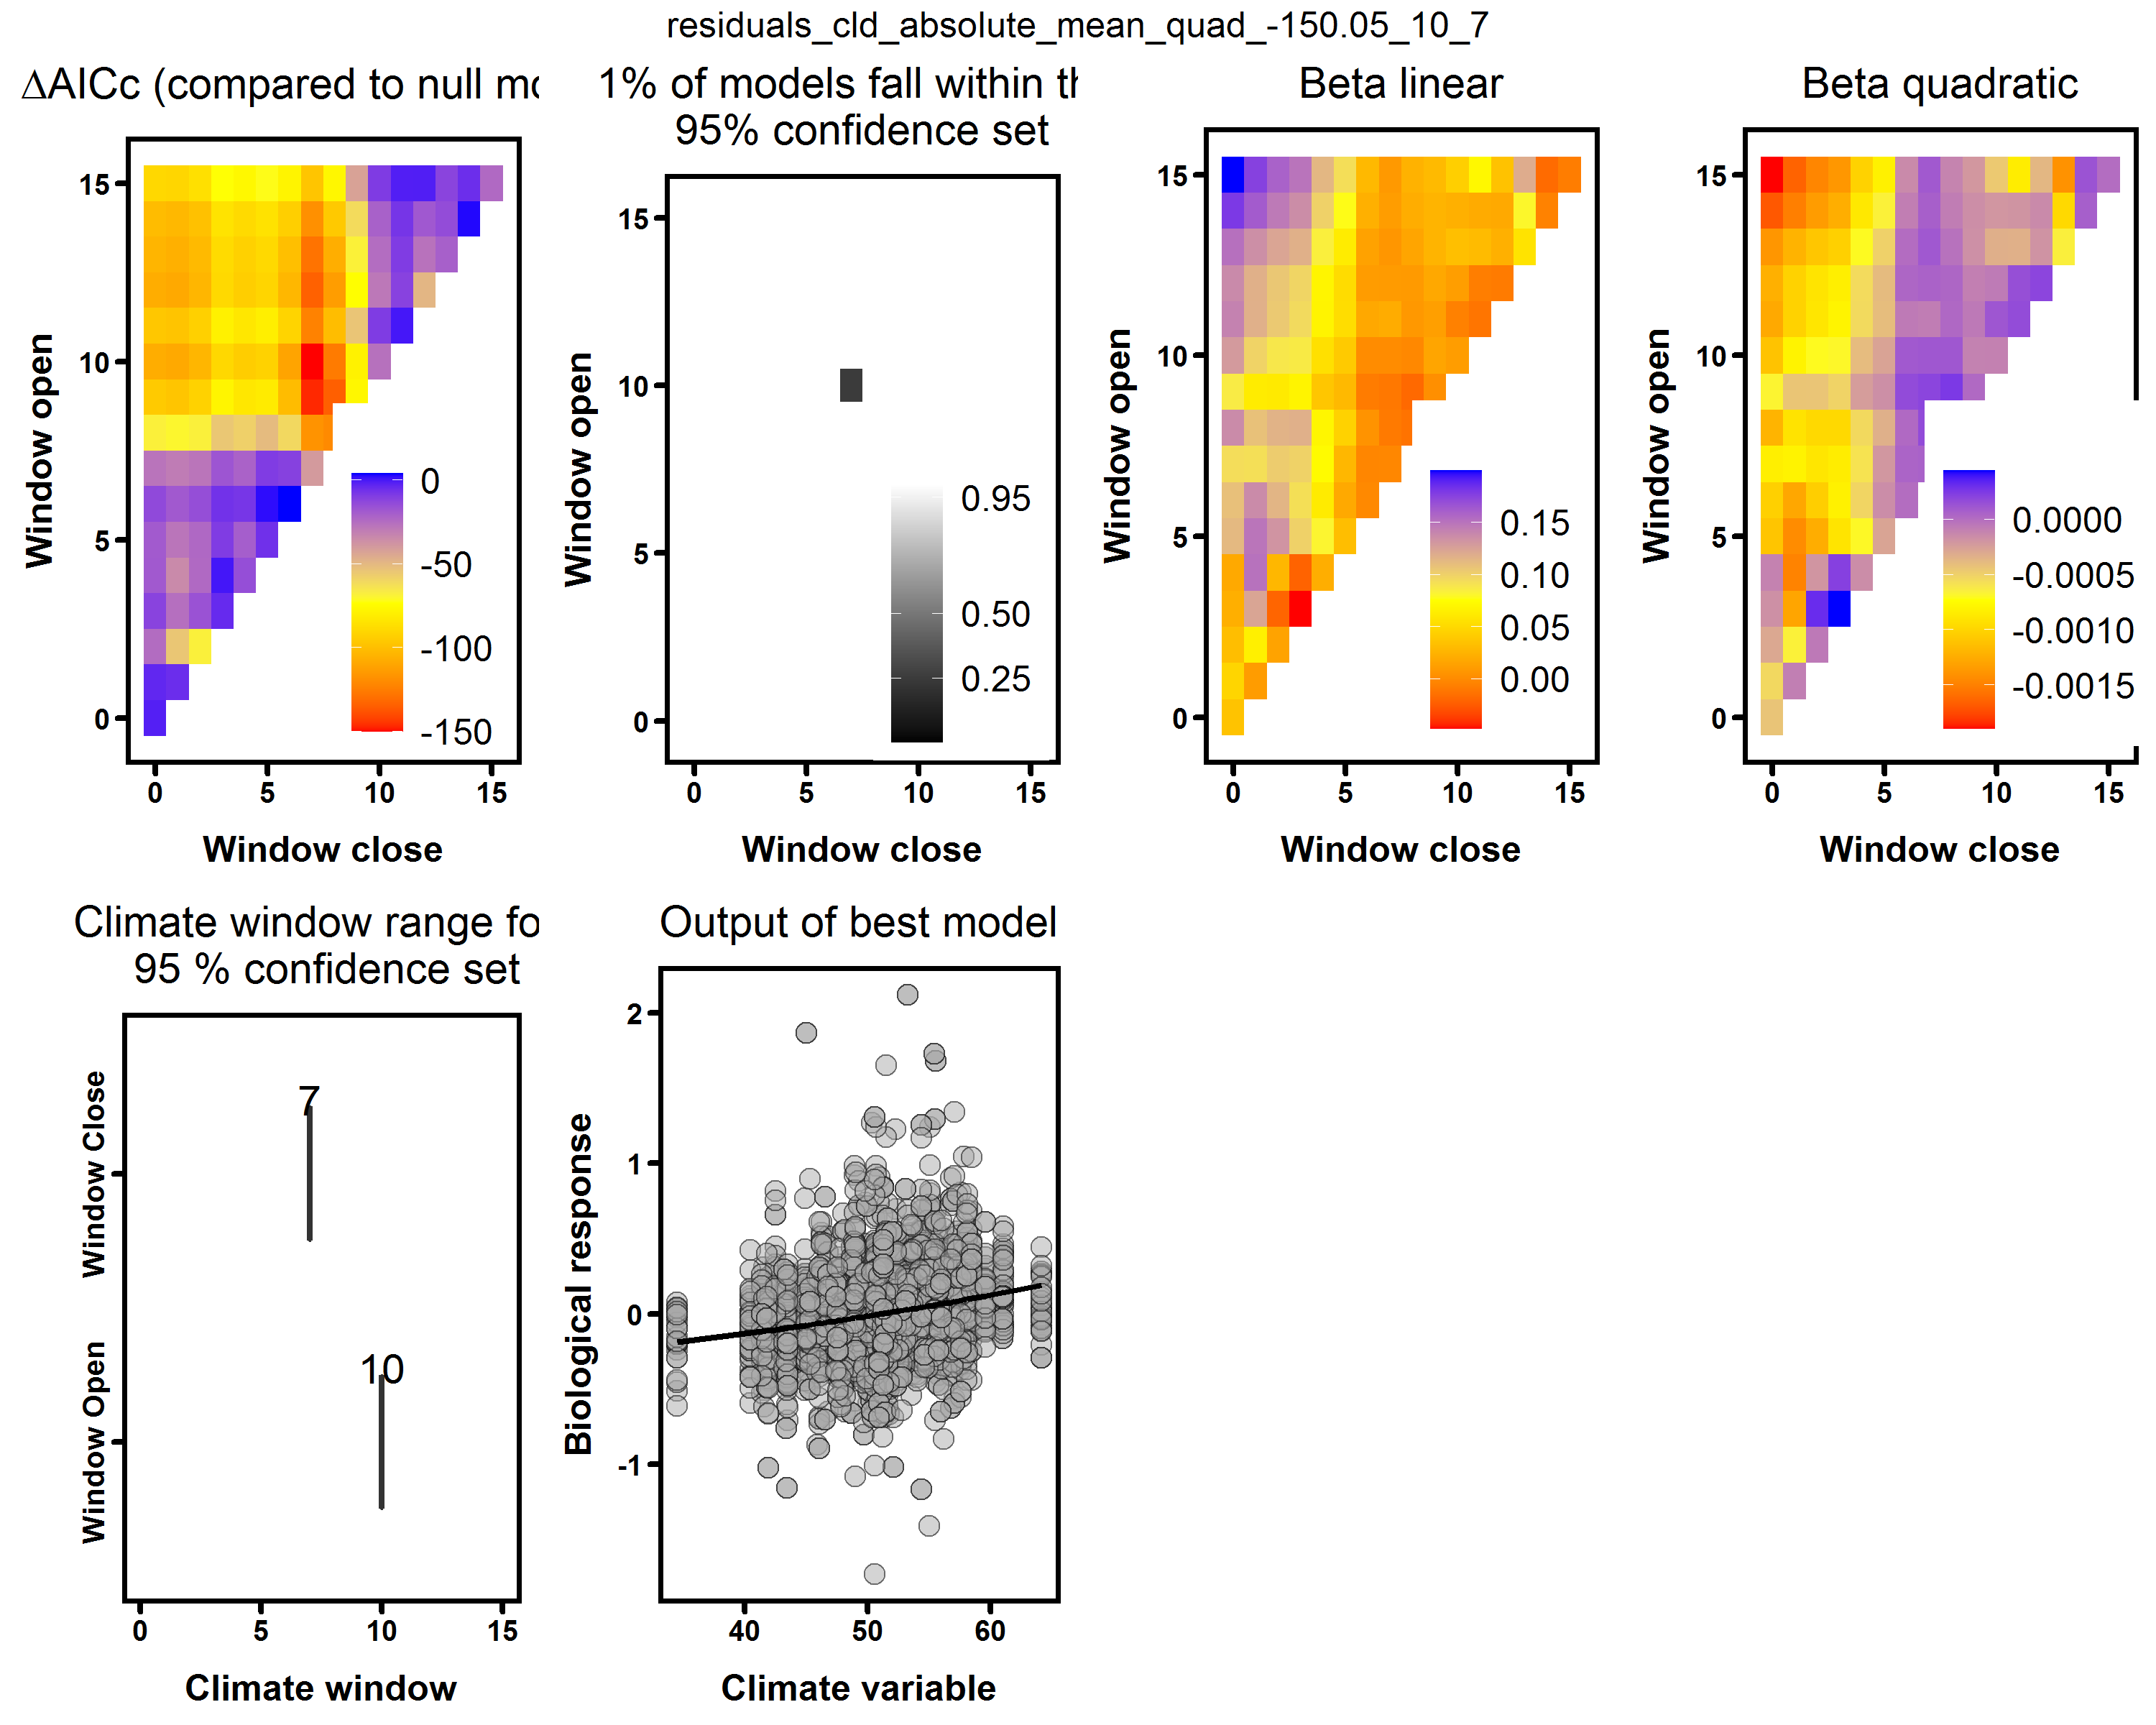 residuals_cld_absolute_mean_quad_-150.05_10_7
ΔAICc (compared to null mo
15
10
5
0
0
-50
-100
-150
0
5
10
15
Window open
Window close
1% of models fall within th
95% confidence set
15
10
5
0
0.95
0.50
0.25
0
5
10
15
Window open
Window close
Beta linear
15
10
5
0
0.15
0.10
0.05
0.00
0
5
10
15
Window open
Window close
Beta quadratic
15
10
5
0
0.0000
-0.0005
-0.0010
-0.0015
0
5
10
15
Window open
Window close
Climate window range fo
95 % confidence set
Window Close
Window Open
7
10
0
5
10
15
Climate window
Output of best model
2
1
0
-1
40
50
60
Biological response
Climate variable